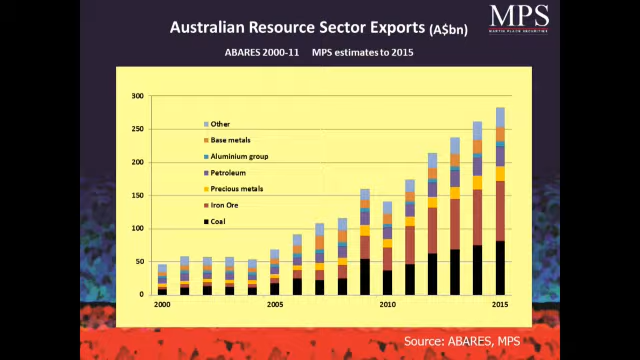 Australian Resource Sector Exports (A$bn)
MPS
MARTIN PLACE SECURITIES
ABARES 2000-11 MPS estimates to 2015
300
250
200
150
100
50
0
Other
Base metals
Aluminium group
Petroleum
Precious metals
Iron Ore
Coal
2000
2005
2010
2015
Source: ABARES, MPS